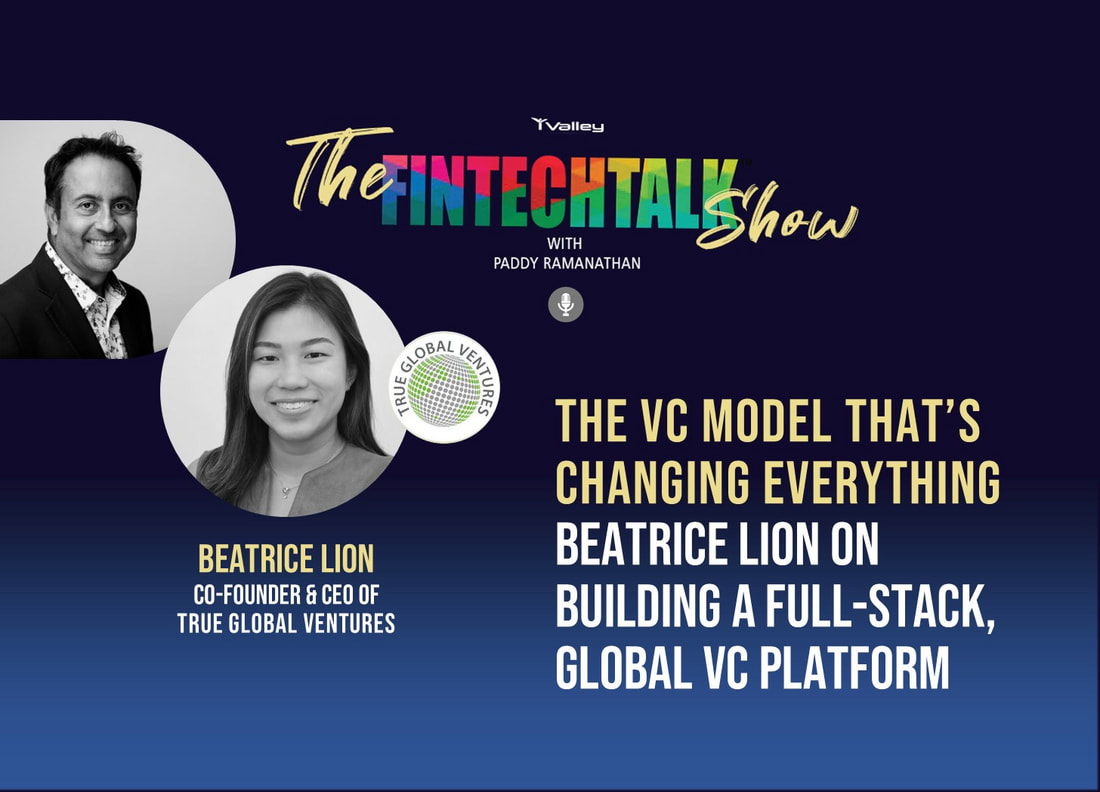 iValley
The FINTECHTALK Show
WITH
PADDY RAMANATHAN
TRUE GLOBAL VENTURES
THE VC MODEL THAT’S
CHANGING EVERYTHING
BEATRICE LION ON
BUILDING A FULL-STACK,
GLOBAL VC PLATFORM
BEATRICE LION
CO-FOUNDER & CEO OF
TRUE GLOBAL VENTURES